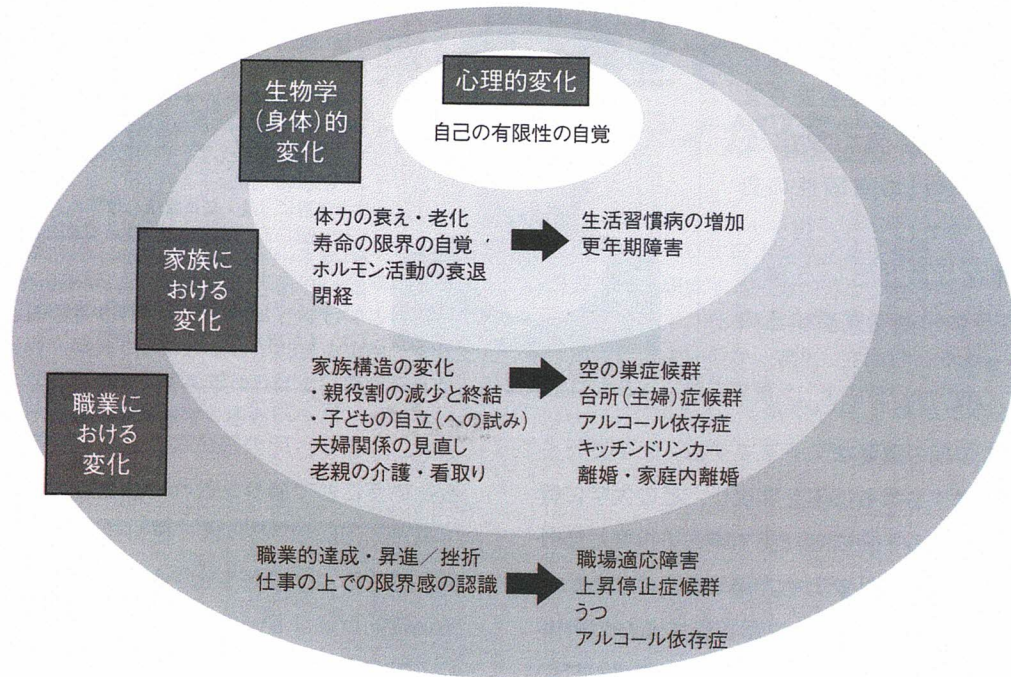 心理的変化
自己の有限性の自覚
生物学
(身体)的
変化
体力の衰え・老化
寿命の限界の自覚
ホルモン活動の衰退
閉経
生活習慣病の増加
更年期障害
家族に
おける
変化
家族構造の変化
・親役割の減少と終結
・子どもの自立(への試み)
夫婦関係の見直し
老親の介護・看取り
空の巣症候群
台所(主婦)症候群
アルコール依存症
キッチンドリンカー
離婚・家庭内離婚
職業に
おける
変化
職業的達成・昇進／挫折
仕事の上での限界感の認識
職場適応障害
上昇停止症候群
うつ
アルコール依存症